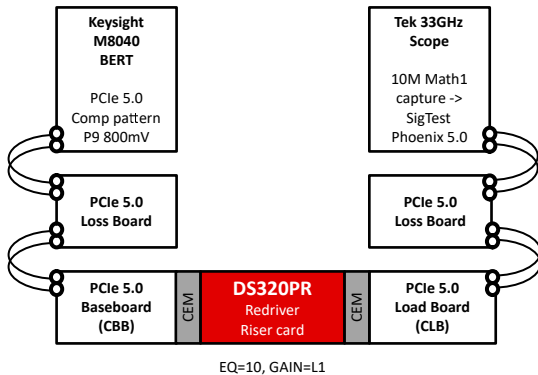 Keysight
M8040
BERT
PCIe 5.0
Comp pattern
P9 800mV
Tek 33GHz
Scope
10M Math1
capture ->
SigTest
Phoenix 5.0
PCIe 5.0
Loss Board
PCIe 5.0
Loss Board
PCIe 5.0
Baseboard
(CBB)
CEM
DS320PR
Redriver
Riser card
CEM
PCIe 5.0
Load Board
(CLB)
EQ=10, GAIN=L1